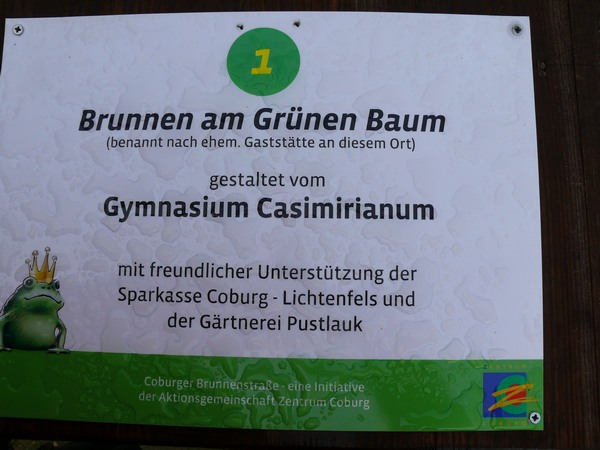 1
Brunnen am Grünen Baum
(benannt nach ehem. Gaststätte an diesem Ort)
gestaltet vom
Gymnasium Casimirianum
mit freundlicher Unterstützung der
Sparkasse Coburg - Lichtenfels und
der Gärtnerei Pustlauk
Coburger Brunnenstraße - eine Initiative
der Aktionsgemeinschaft Zentrum Coburg